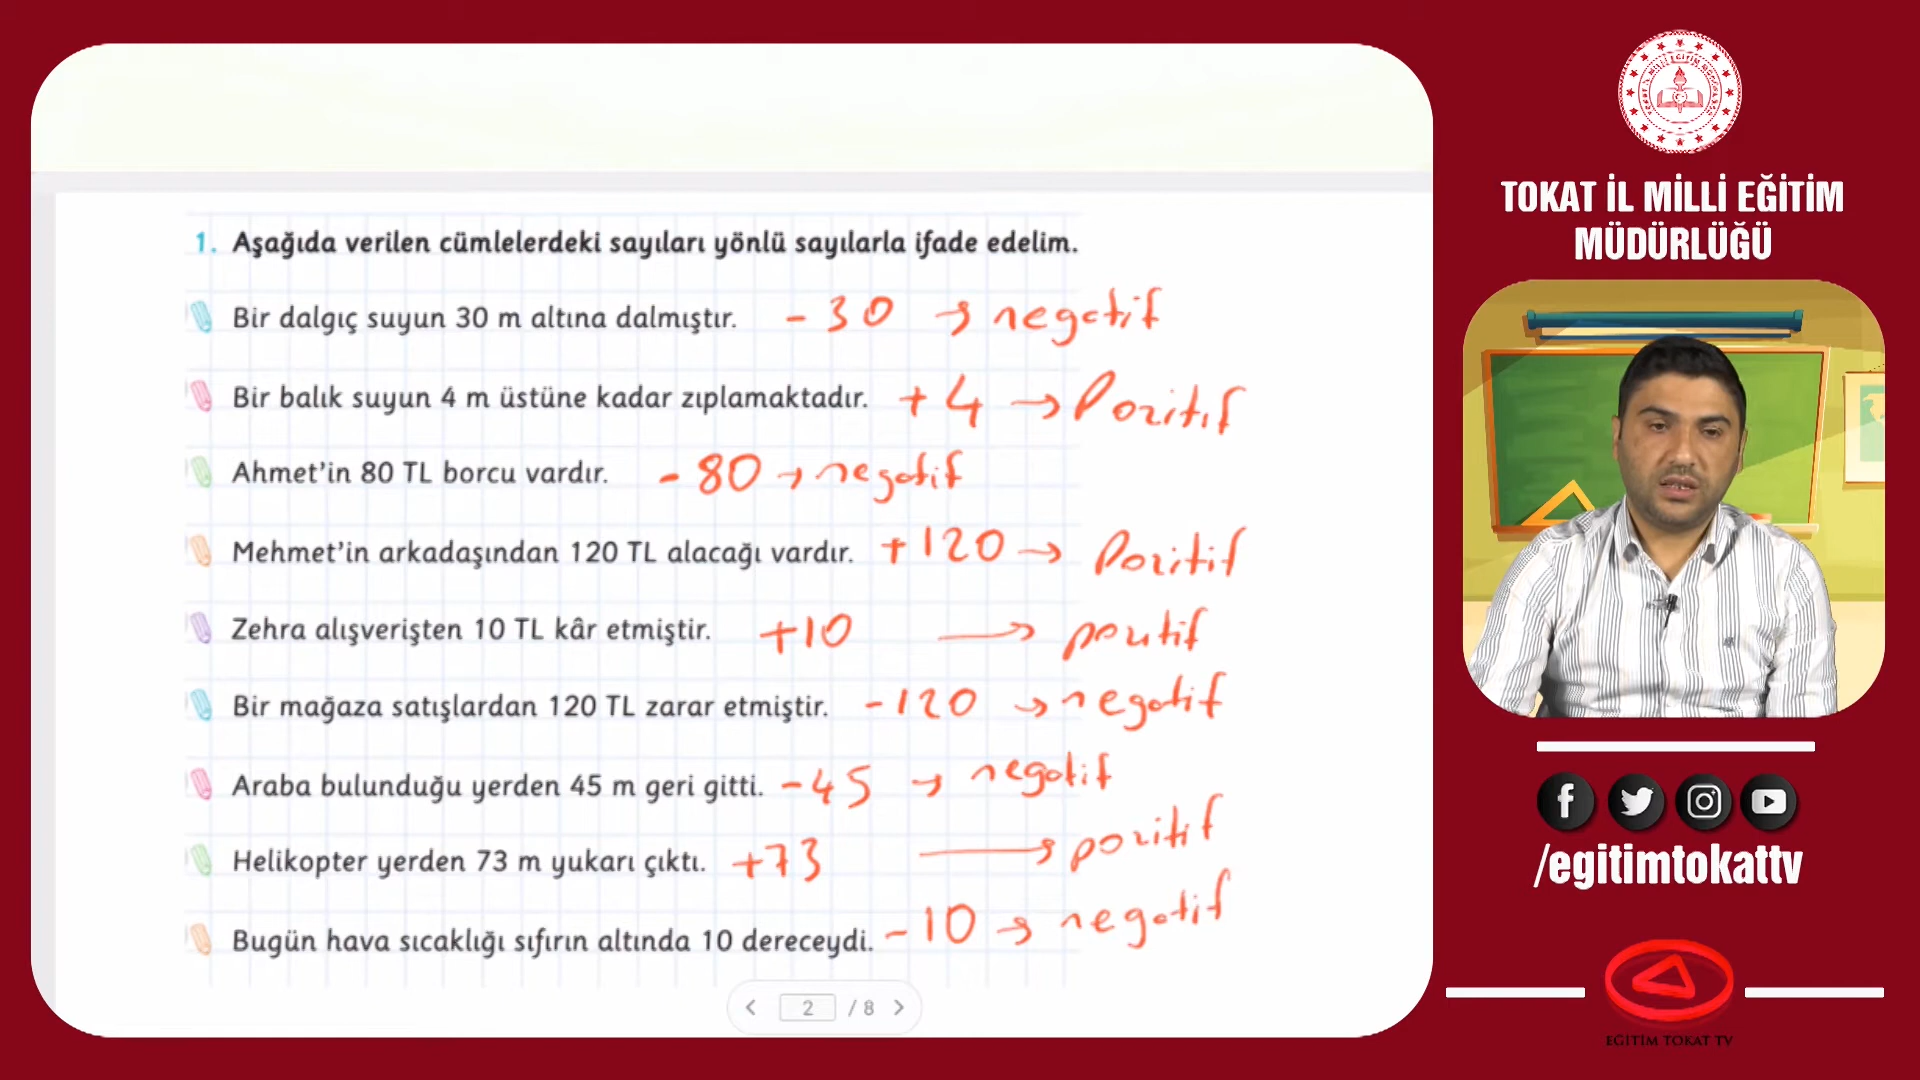 1. Aşağıda verilen cümlelerdeki sayıları yönlü sayılarla ifade edelim.
Bir dalgıç suyun 30 m altına dalmıştır. - 30 → negatif
Bir balık suyun 4 m üstüne kadar zıplamaktadır. + 4 → Pozitif
Ahmet'in 80 TL borcu vardır. - 80 → negatif
Mehmet'in arkadaşından 120 TL alacağı vardır. + 120 → Pozitif
Zehra alışverişten 10 TL kâr etmiştir. +10 → pozitif
Bir mağaza satışlardan 120 TL zarar etmiştir. - 120 → negatif
Araba bulunduğu yerden 45 m geri gitti. - 45 → negatif
Helikopter yerden 73 m yukarı çıktı. +73 → pozitif
Bugün hava sıcaklığı sıfırın altında 10 dereceydi. - 10 → negatif
2 / 8
TOKAT İL MİLLİ EĞİTİM
MÜDÜRLÜĞÜ
/egitimtokattv
EĞİTİM TOKAT TV